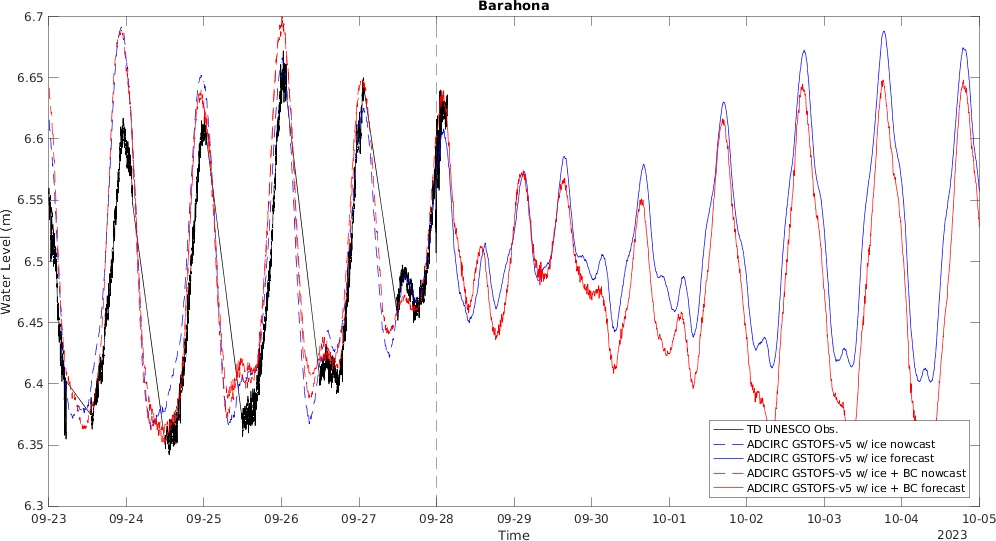 Barahona
6.7
6.65
6.6
6.55
6.5
6.45
6.4
6.35
6.3
Water Level (m)
09-23 09-24 09-25 09-26 09-27 09-28 09-29 09-30 10-01 10-02 10-03 10-04 10-05
Time
2023
TD UNESCO Obs.
ADCIRC GSTOFS-v5 w/ ice nowcast
ADCIRC GSTOFS-v5 w/ ice forecast
ADCIRC GSTOFS-v5 w/ ice + BC nowcast
ADCIRC GSTOFS-v5 w/ ice + BC forecast